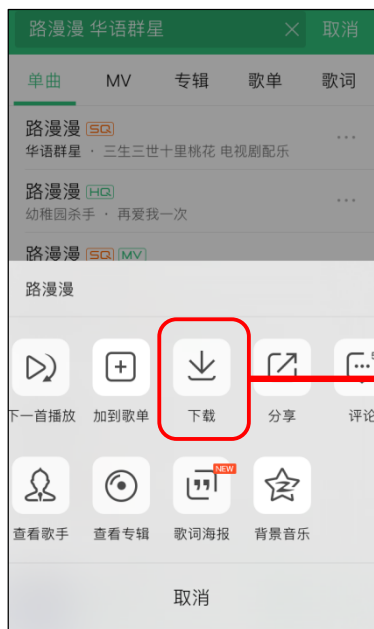 路漫漫 华语群星 取消
单曲 MV 专辑 歌单 歌词
路漫漫 SQ
华语群星 · 三生三世十里桃花 电视剧配乐
路漫漫 HQ
幼稚园杀手 · 再爱我一次
路漫漫 SQ MV
路漫漫
下一首播放 加到歌单 下载 分享 评论
NEW
查看歌手 查看专辑 歌词海报 背景音乐
取消